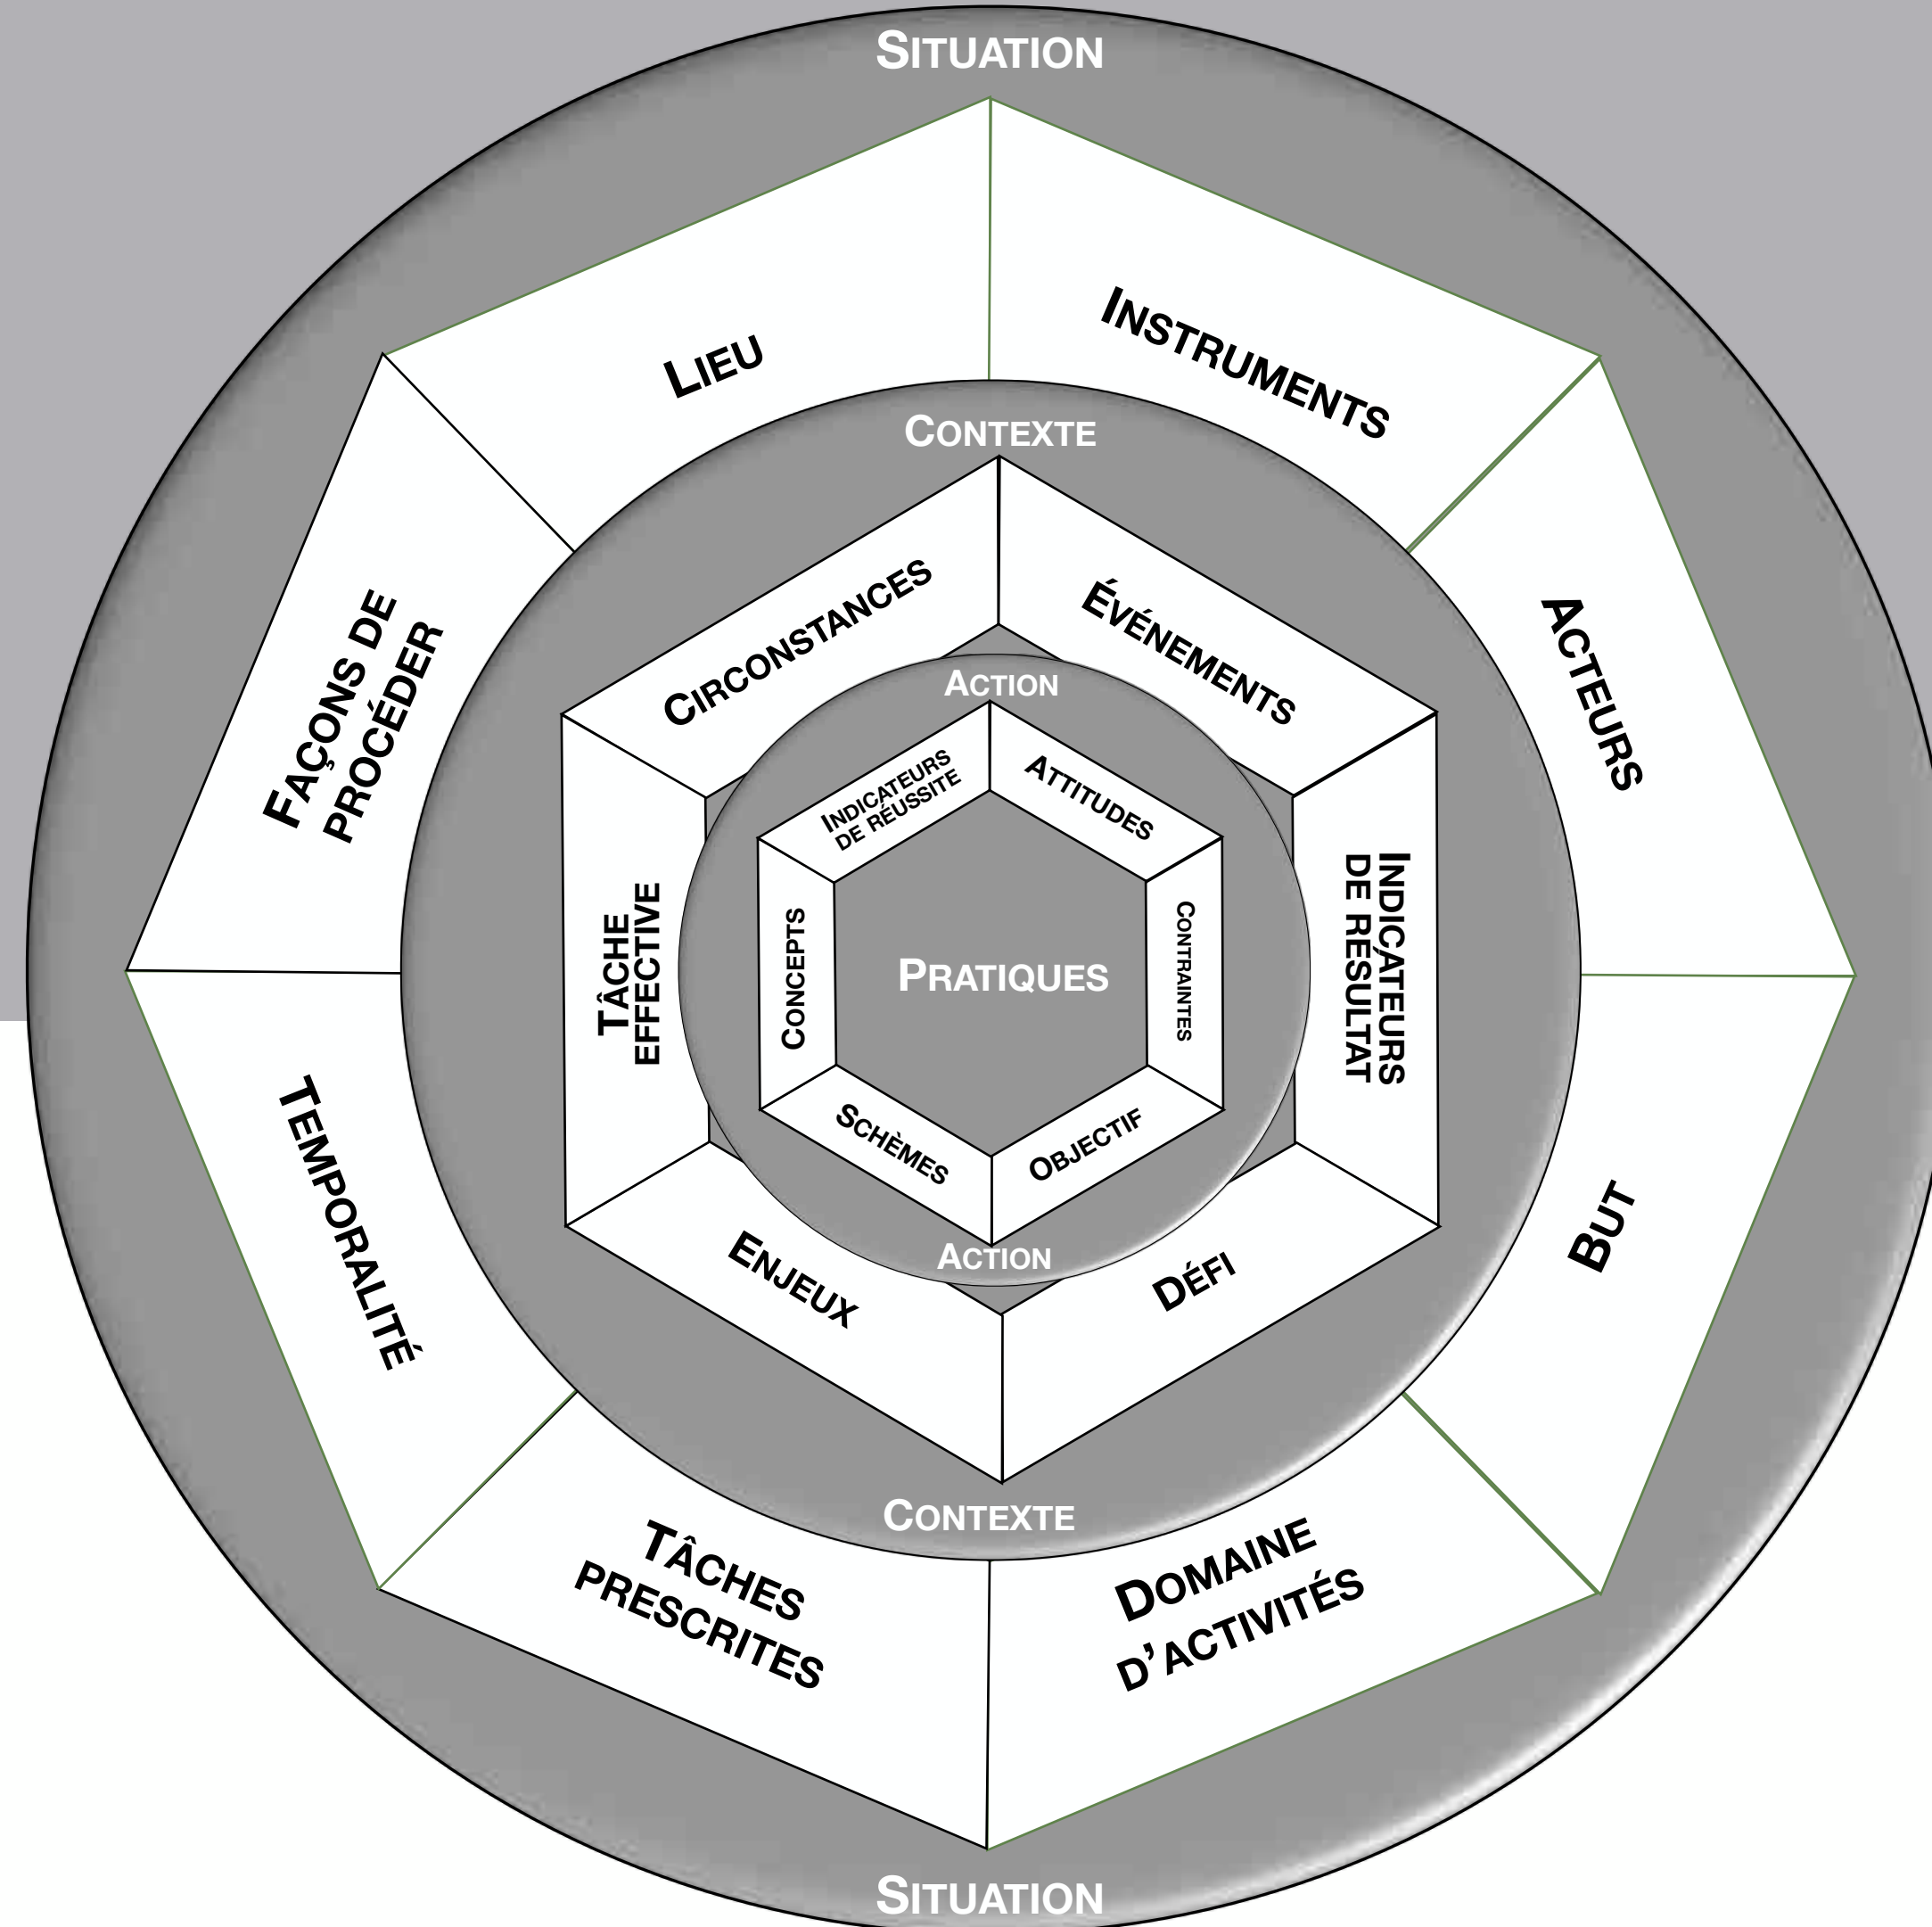 SITUATION
LIEU
INSTRUMENTS
ACTEURS
BUT
DOMAINE
D'ACTIVITÉS
TÂCHES
PRESCRITES
TEMPORALITÉ
FAÇONS DE
PROCÉDER
CONTEXTE
CIRCONSTANCES
ÉVÉNEMENTS
INDICATEURS
DE RÉSULTAT
DÉFI
ENJEUX
TÂCHE
EFFECTIVE
ACTION
INDICATEURS
DE RÉUSSITE
ATTITUDES
CONTRAINTES
OBJECTIF
SCHÈMES
CONCEPTS
PRATIQUES
ACTION
CONTEXTE
SITUATION